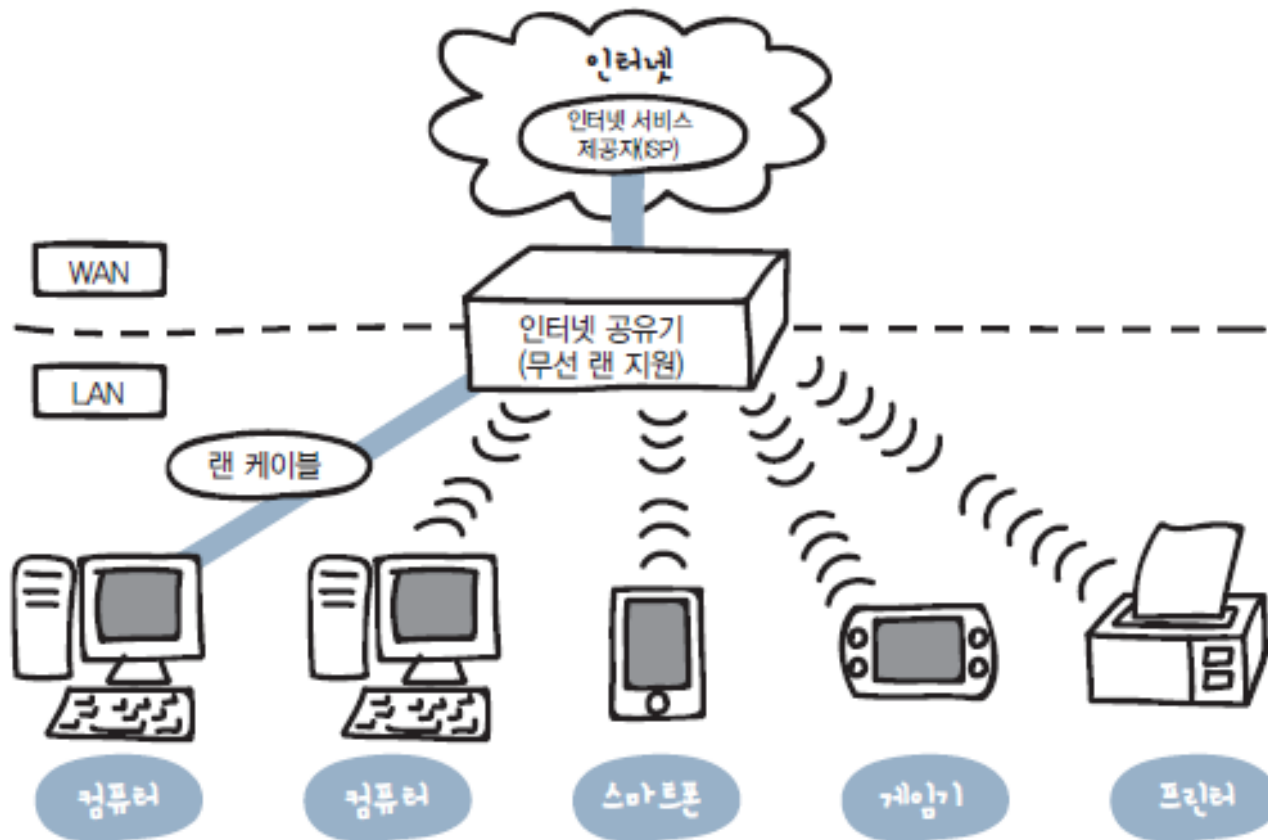 인터넷
인터넷 서비스
제공재(ISP)
WAN
인터넷 공유기
(무선 랜 지원)
LAN
랜 케이블
컴퓨터
컴퓨터
스마트폰
게임기
프린터